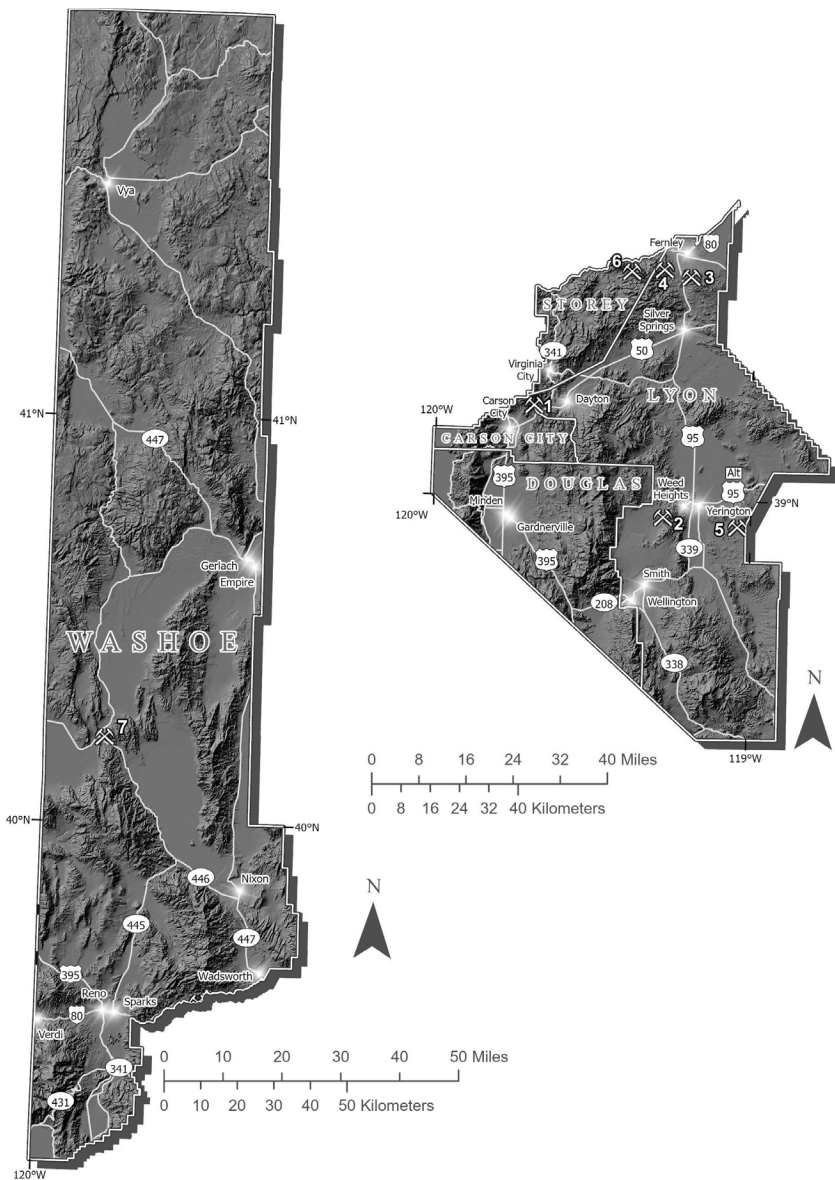 Vya
41°N
41°N
447
Gerlach
Empire
WASHOE
7
40°N
40°N
446
Nixon
445
447
Wadsworth
395
Reno
Sparks
80
Verdi
341
431
120°W
N
0 10 20 30 40 50 Miles
0 10 20 30 40 50 Kilometers
Fernley
80
6
4
3
STOREY
Silver
Springs
341
50
Virginia
City
LYON
Carson
City
1
Dayton
120°W
CARSON CITY
95
395
DOUGLAS
Alt
95
Weed
Heights
39°N
120°W
Minden
Yerington
Gardnerville
2
5
339
395
Smith
208
Wellington
338
N
119°W
0 8 16 24 32 40 Miles
0 8 16 24 32 40 Kilometers